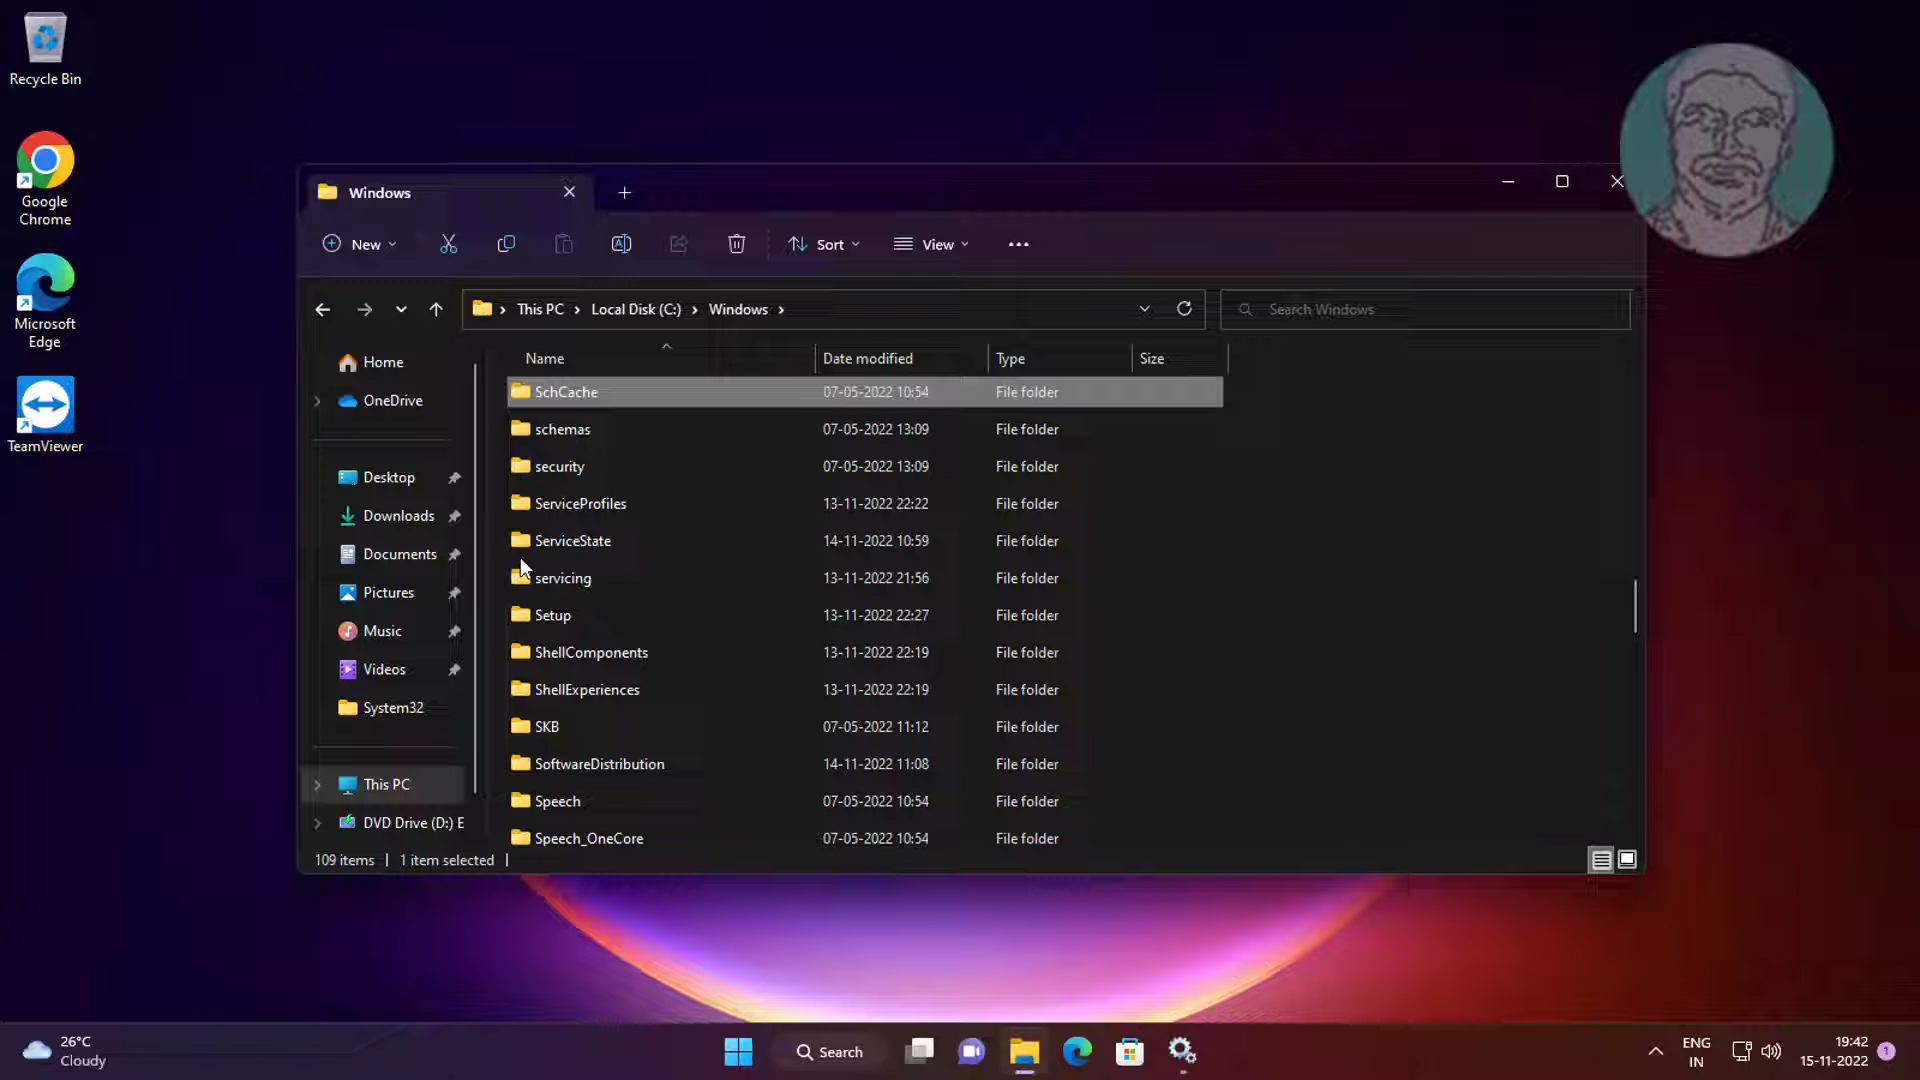 Recycle Bin
Google
Chrome
Microsoft
Edge
TeamViewer
Windows
New
Sort
View
This PC
Local Disk (C:)
Windows
Search Windows
Home
OneDrive
Desktop
Downloads
Documents
Pictures
Music
Videos
System32
This PC
DVD Drive (D:) E
Name Date modified Type Size
SchCache 07-05-2022 10:54 File folder
schemas 07-05-2022 13:09 File folder
security 07-05-2022 13:09 File folder
ServiceProfiles 13-11-2022 22:22 File folder
ServiceState 14-11-2022 10:59 File folder
servicing 13-11-2022 21:56 File folder
Setup 13-11-2022 22:27 File folder
ShellComponents 13-11-2022 22:19 File folder
ShellExperiences 13-11-2022 22:19 File folder
SKB 07-05-2022 11:12 File folder
SoftwareDistribution 14-11-2022 11:08 File folder
Speech 07-05-2022 10:54 File folder
Speech_OneCore 07-05-2022 10:54 File folder
109 items 1 item selected
26°C
Cloudy
Search
ENG
IN
19:42
15-11-2022
1